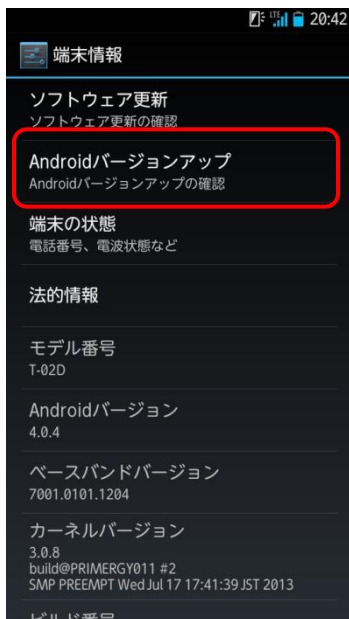 LTE 20:42
端末情報
ソフトウェア更新
ソフトウェア更新の確認
Androidバージョンアップ
Androidバージョンアップの確認
端末の状態
電話番号、電波状態など
法的情報
モデル番号
T-02D
Androidバージョン
4.0.4
ベースバンドバージョン
7001.0101.1204
カーネルバージョン
3.0.8
build@PRIMERGY011 #2
SMP PREEMPT Wed Jul 17 17:41:39 JST 2013
ビルド番号